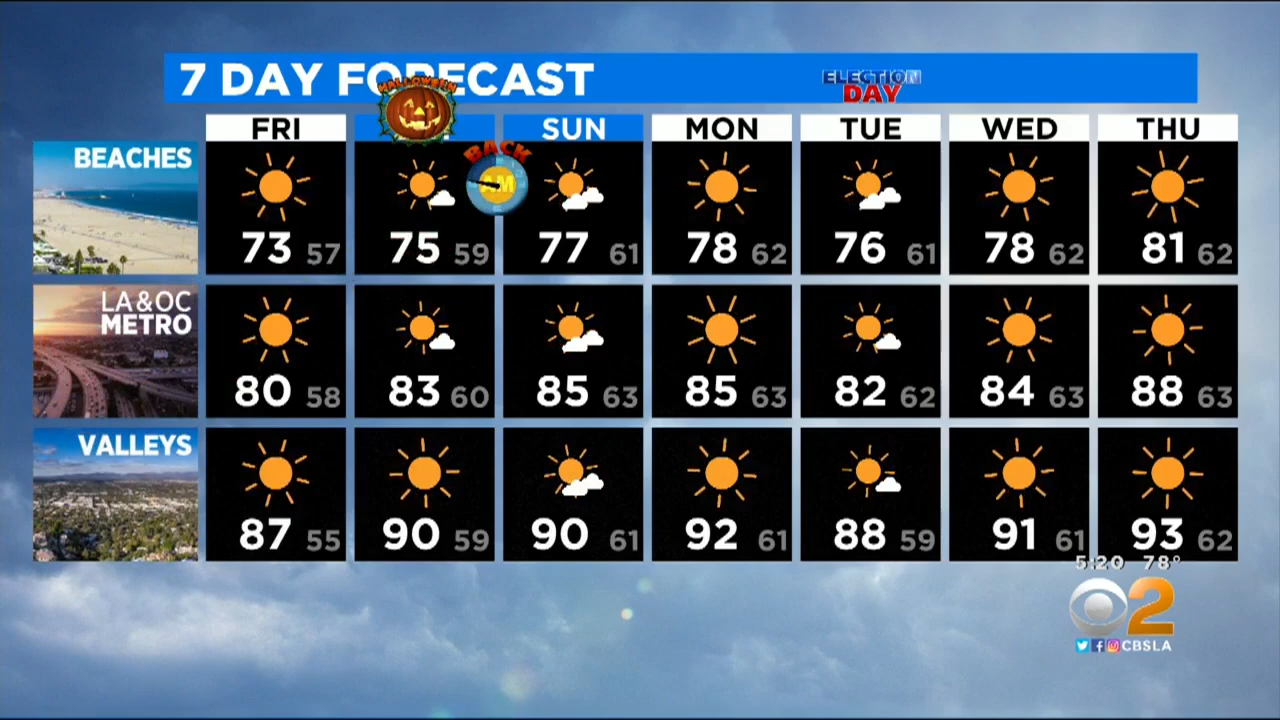 7 DAY FORECAST
HALLOWEEN
ELECTION
DAY
FRI SUN MON TUE WED THU
BACK
AM
BEACHES
73 57 75 59 77 61 78 62 76 61 78 62 81 62
LA & OC
METRO
80 58 83 60 85 63 85 63 82 62 84 63 88 63
VALLEYS
87 55 90 59 90 61 92 61 88 59 91 61 93 62
5:20 78°
2
CBSLA